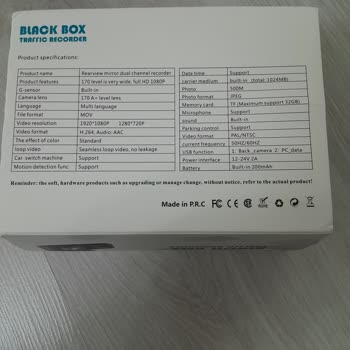 BLACK BOX
TRAFFIC RECORDER
Product specifications:
Product name Rearview mirror dual channel recorder
Product features 170 level is very wide, full HD 1080P
G-sensor Built-in
Camera lens 170 A+ level lens
Language Multi language
File format MOV
Video resolution 1920*1080P 1280*720P
Video format H.264, Audio: AAC
The effect of color Standard
loop video Seamless loop video, no leakage
Car switch machine Support
Motion detection func Support
Date time Support
carrier medium built-in (total: 1024MB)
Photo 500M
Photo format JPEG
Memory card TF (Maximum support 32GB)
Microphone Support
sound Built-in
Parking control Support
Video format PAL/NTSC
current frequency 50HZ/60HZ
USB function 1: Back_camera 2: PC_data
Power interface 12-24V 2A
Battery Built-in 200mAh
Reminder: the soft, hardware products such as upgrading or manage change, without notice, refer to the actual product!
Made in P.R.C